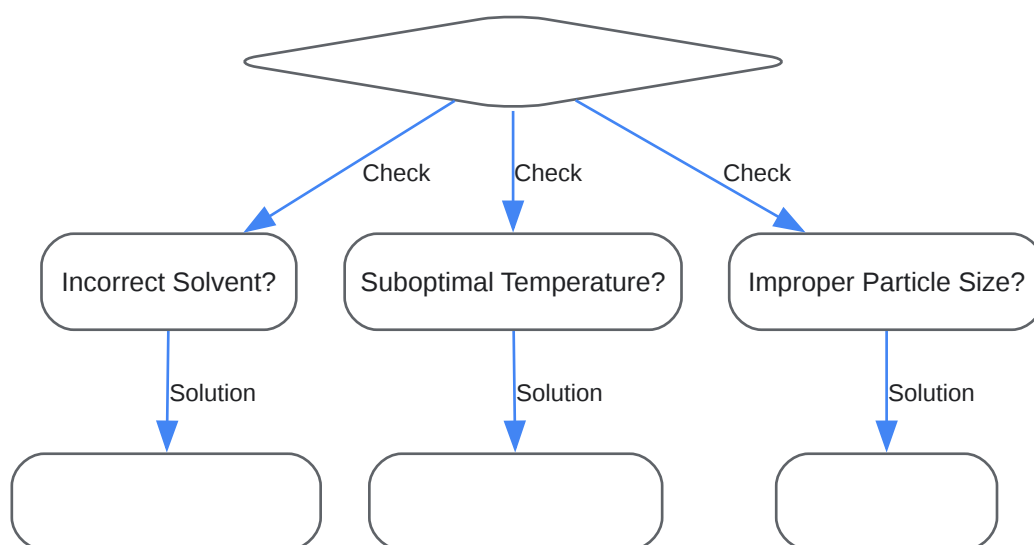 Check Check Check
Incorrect Solvent? Suboptimal Temperature? Improper Particle Size?
Solution Solution Solution